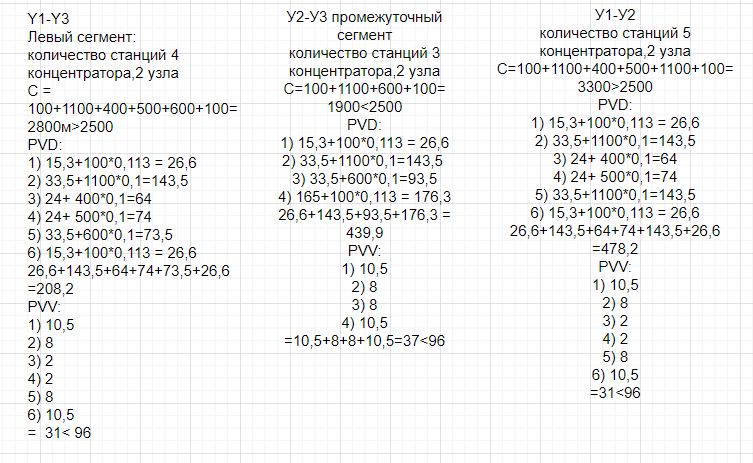 Y1-Y3
Левый сегмент:
количество станций 4
концентратора,2 узла
C =
100+1100+400+500+600+100=
2800м>2500
PVD:
1) 15,3+100*0,113 = 26,6
2) 33,5+1100*0,1=143,5
3) 24+ 400*0,1=64
4) 24+ 500*0,1=74
5) 33,5+600*0,1=73,5
6) 15,3+100*0,113 = 26,6
26,6+143,5+64+74+73,5+26,6
=208,2
PVV:
1) 10,5
2) 8
3) 2
4) 2
5) 8
6) 10,5
=  31< 96
У2-У3 промежуточный
сегмент
количество станций 3
концентратора,2 узла
C=100+1100+600+100=
1900<2500
PVD:
1) 15,3+100*0,113 = 26,6
2) 33,5+1100*0,1=143,5
3) 33,5+600*0,1=93,5
4) 165+100*0,113 = 176,3
26,6+143,5+93,5+176,3 =
439,9
PVV:
1) 10,5
2) 8
3) 8
4) 10,5
=10,5+8+8+10,5=37<96
У1-У2
количество станций 5
концентратора,2 узла
C=100+1100+400+500+1100+100=
3300>2500
PVD:
1) 15,3+100*0,113 = 26,6
2) 33,5+1100*0,1=143,5
3) 24+ 400*0,1=64
4) 24+ 500*0,1=74
5) 33,5+1100*0,1=143,5
6) 15,3+100*0,113 = 26,6
26,6+143,5+64+74+143,5+26,6
=478,2
PVV:
1) 10,5
2) 8
3) 2
4) 2
5) 8
6) 10,5
=31<96